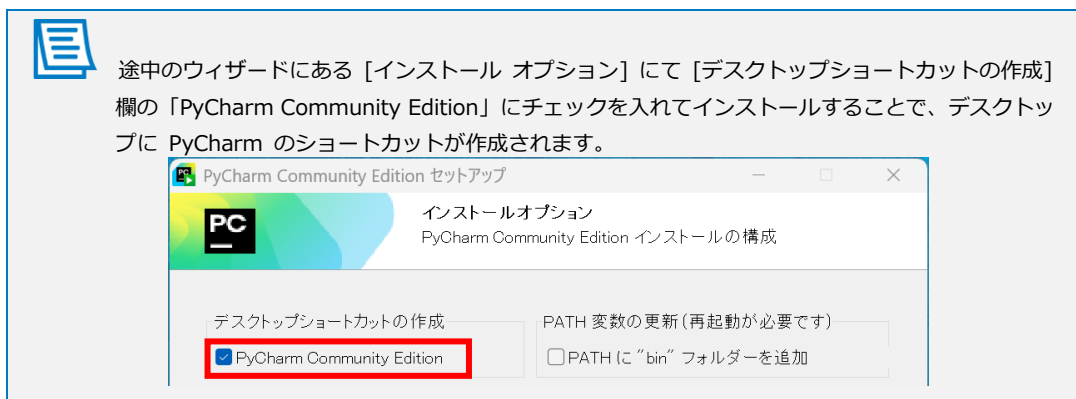 途中のウィザードにある [インストール オプション] にて [デスクトップショートカットの作成]
欄の「PyCharm Community Edition」にチェックを入れてインストールすることで、デスクトッ
プに PyCharm のショートカットが作成されます。
PyCharm Community Edition セットアップ
PC
インストールオプション
PyCharm Community Edition インストールの構成
デスクトップショートカットの作成
PATH 変数の更新(再起動が必要です)
PyCharm Community Edition
PATH に "bin" フォルダーを追加